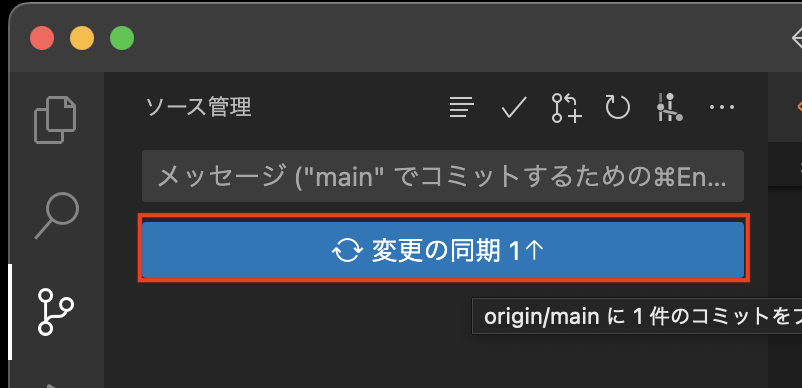 ソース管理
メッセージ ("main" でコミットするための⌘En...
変更の同期 1↑
origin/main に 1 件のコミットをプ